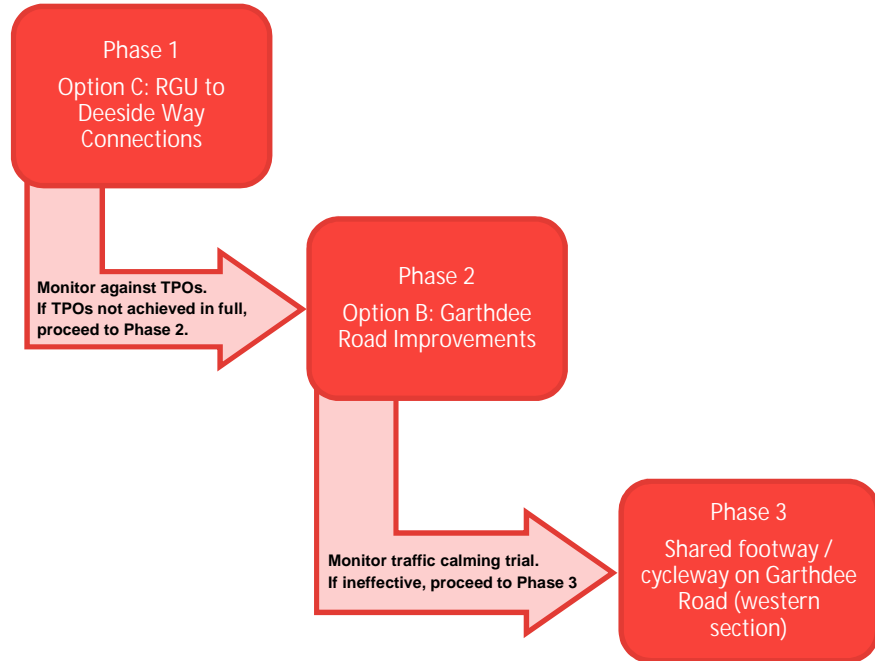 Phase 1
Option C: RGU to
Deeside Way
Connections
Monitor against TPOs.
If TPOs not achieved in full,
proceed to Phase 2.
Phase 2
Option B: Garthdee
Road Improvements
Monitor traffic calming trial.
If ineffective, proceed to Phase 3
Phase 3
Shared footway /
cycleway on Garthdee
Road (western
section)